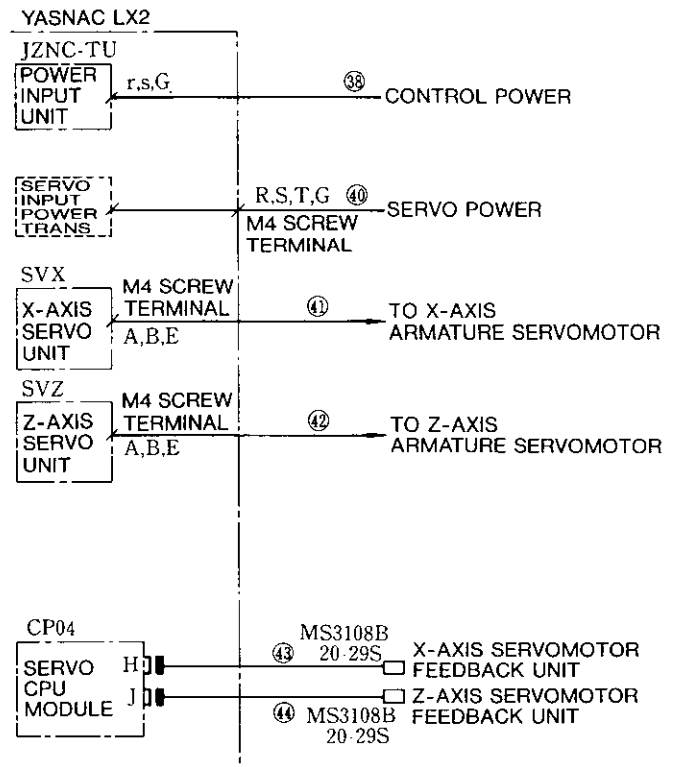 YASNAC LX2
JZNC-TU
POWER
INPUT
UNIT
r,s,G
38
CONTROL POWER
SERVO
INPUT
POWER
TRANS
R,S,T,G
40
M4 SCREW
TERMINAL
SERVO POWER
SVX
X-AXIS
SERVO
UNIT
M4 SCREW
TERMINAL
A,B,E
41
TO X-AXIS
ARMATURE SERVOMOTOR
SVZ
Z-AXIS
SERVO
UNIT
M4 SCREW
TERMINAL
A,B,E
42
TO Z-AXIS
ARMATURE SERVOMOTOR
CP04
SERVO
CPU
MODULE
H
J
43
MS3108B
20-29S
X-AXIS SERVOMOTOR
FEEDBACK UNIT
44
MS3108B
20-29S
Z-AXIS SERVOMOTOR
FEEDBACK UNIT